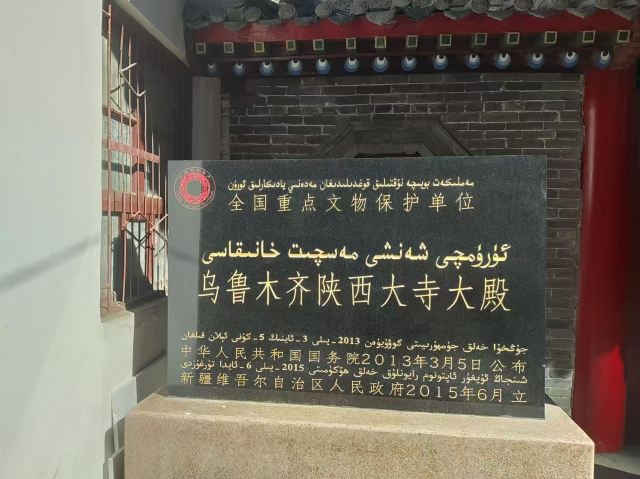 مەملىكەت بويىچە نۇقتىلىق قوغدىلىدىغان مەدەنىي يادىكارلىق ئورۇن
全国重点文物保护单位
ئۈرۈمچى شەنشى مەسچىت خانىقاسى
乌鲁木齐陕西大寺大殿
جۇڭخۇا خەلق جۇمھۇرىيىتى گوۋۇيۈەن 2013-يىلى 3-ئاينىڭ 5-كۈنى ئېلان قىلغان
中华人民共和国国务院2013年3月5日公布
شىنجاڭ ئۇيغۇر ئاپتونوم رايونلۇق خەلق ھۆكۈمىتى 2015-يىلى 6-ئايدا تۇرغۇزدى
新疆维吾尔自治区人民政府2015年6月立